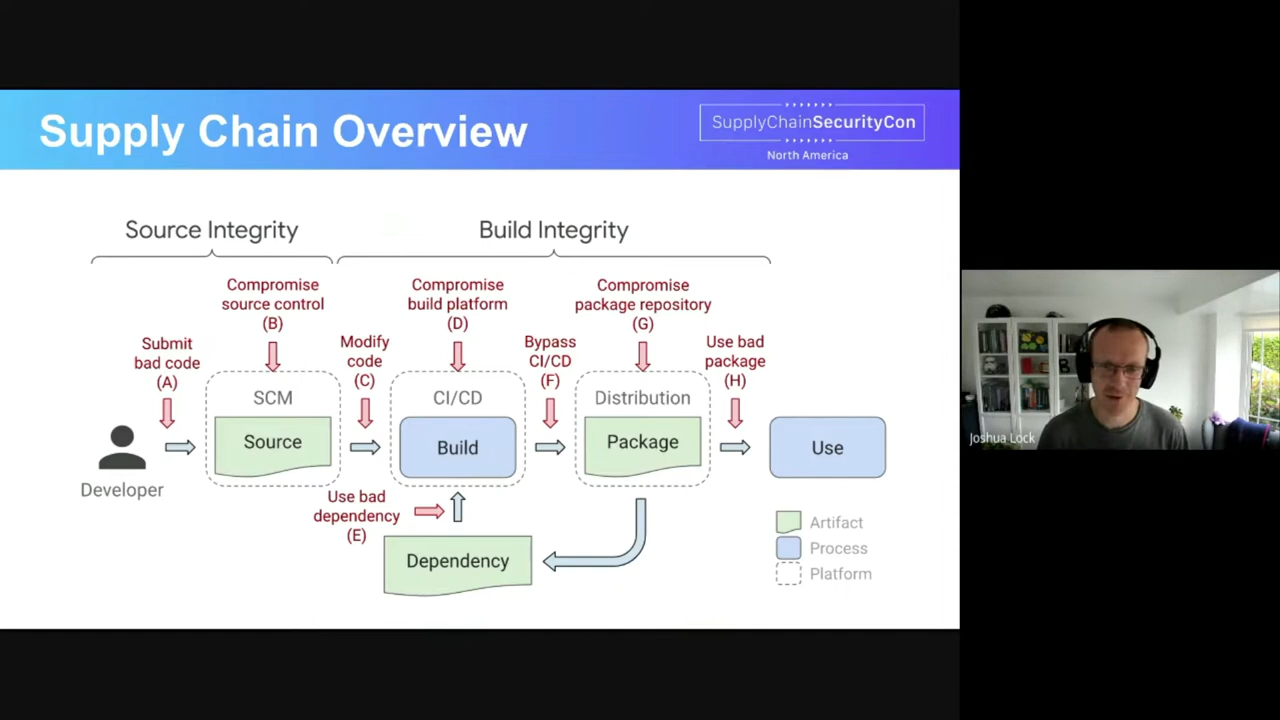 Supply Chain Overview
SupplyChainSecurityCon
North America
Source Integrity
Build Integrity
Compromise
source control
(B)
Compromise
build platform
(D)
Compromise
package repository
(G)
Submit
bad code
(A)
Modify
code
(C)
Bypass
CI/CD
(F)
Use bad
package
(H)
SCM
CI/CD
Distribution
Source
Build
Package
Use
Developer
Use bad
dependency
(E)
Dependency
Artifact
Process
Platform
Joshua Lock